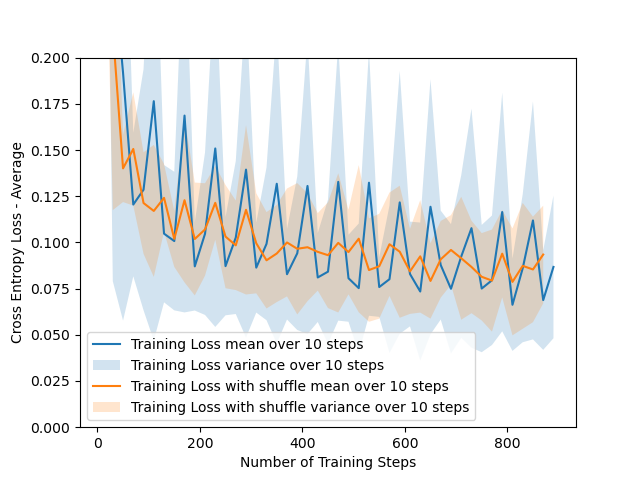 0.200
0.175
0.150
0.125
0.100
0.075
0.050
0.025
0.000
Cross Entropy Loss - Average
Training Loss mean over 10 steps
Training Loss variance over 10 steps
Training Loss with shuffle mean over 10 steps
Training Loss with shuffle variance over 10 steps
0 200 400 600 800
Number of Training Steps